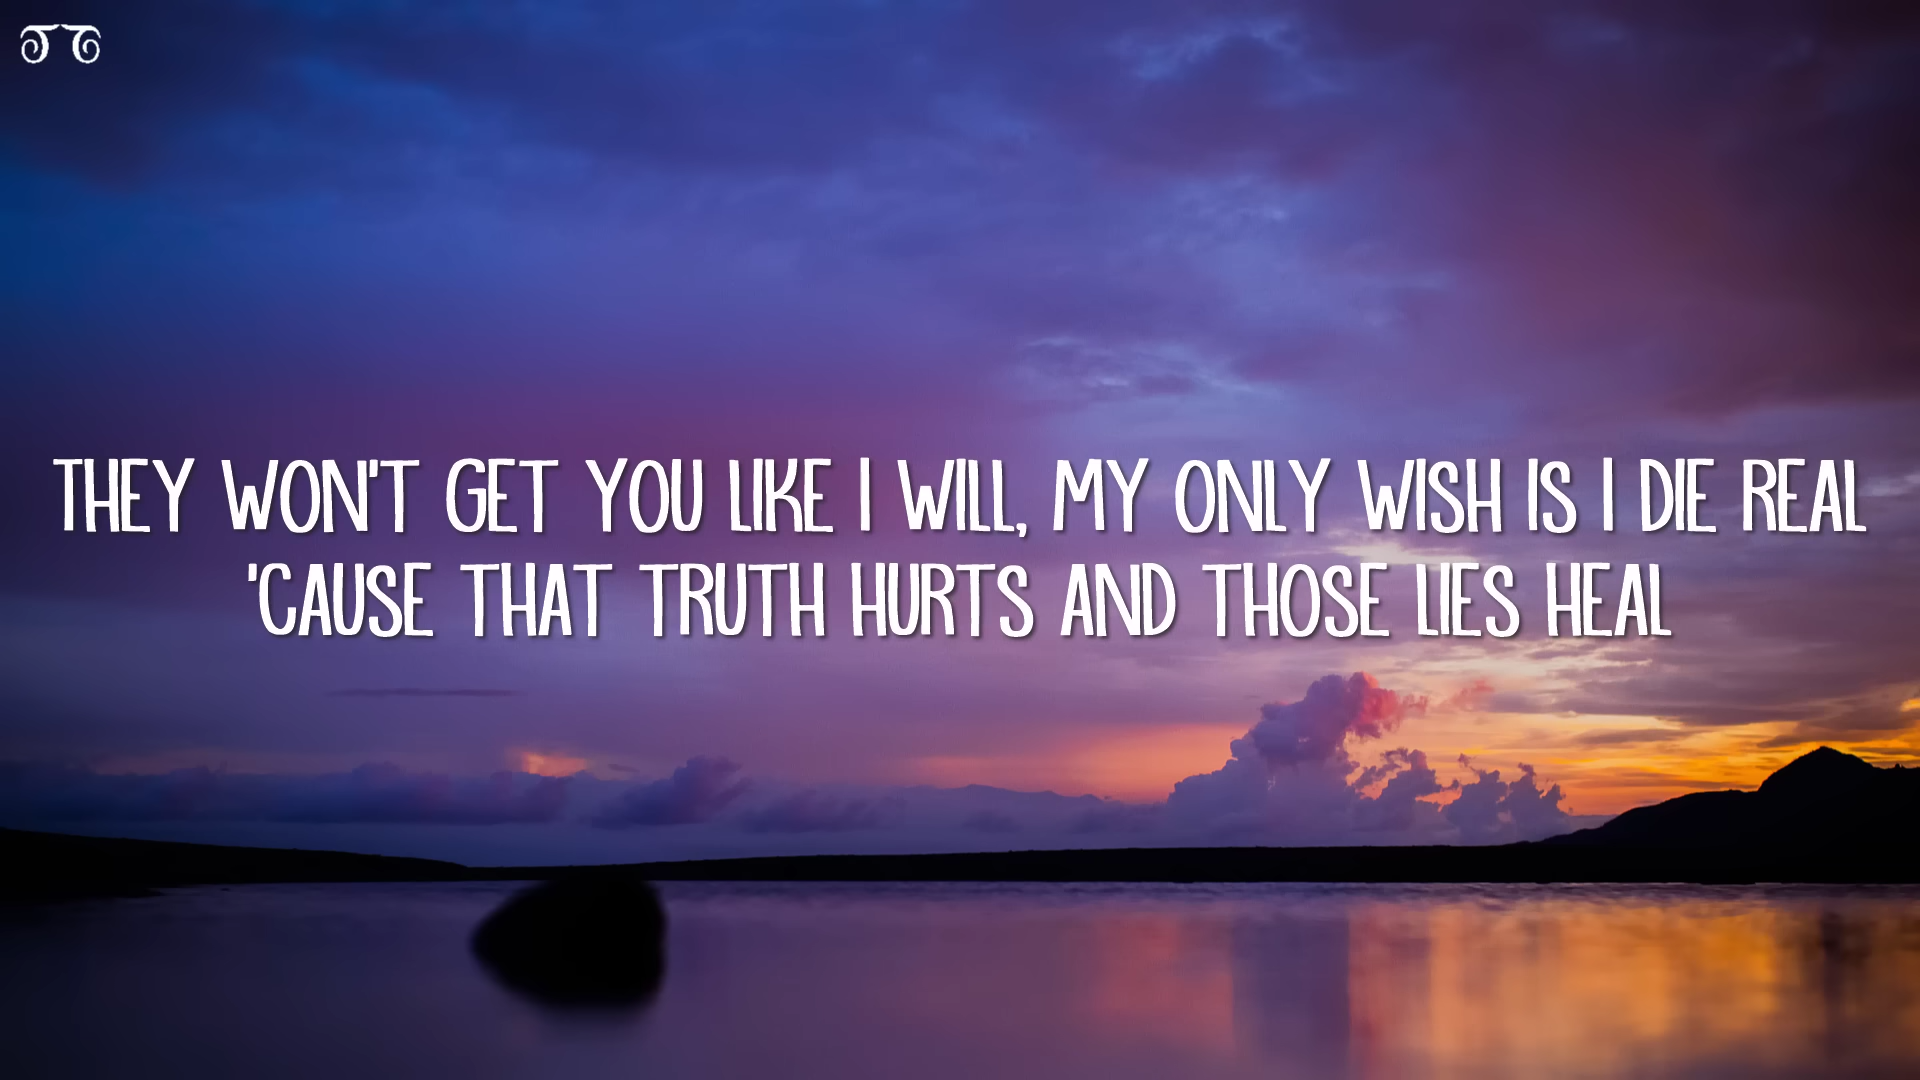 THEY WON'T GET YOU LIKE I WILL, MY ONLY WISH IS I DIE REAL
'CAUSE THAT TRUTH HURTS AND THOSE LIES HEAL